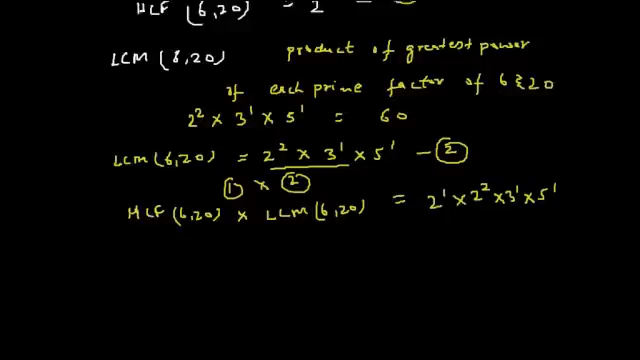 HCF (6,20) = 2
LCM (8,20) product of greatest power
of each prime factor of 6 & 20
2² × 3¹ × 5¹ = 60
LCM (6,20) = 2² × 3¹ × 5¹ — ②
① × ②
HCF (6,20) × LCM (6,20) = 2¹ × 2² × 3¹ × 5¹